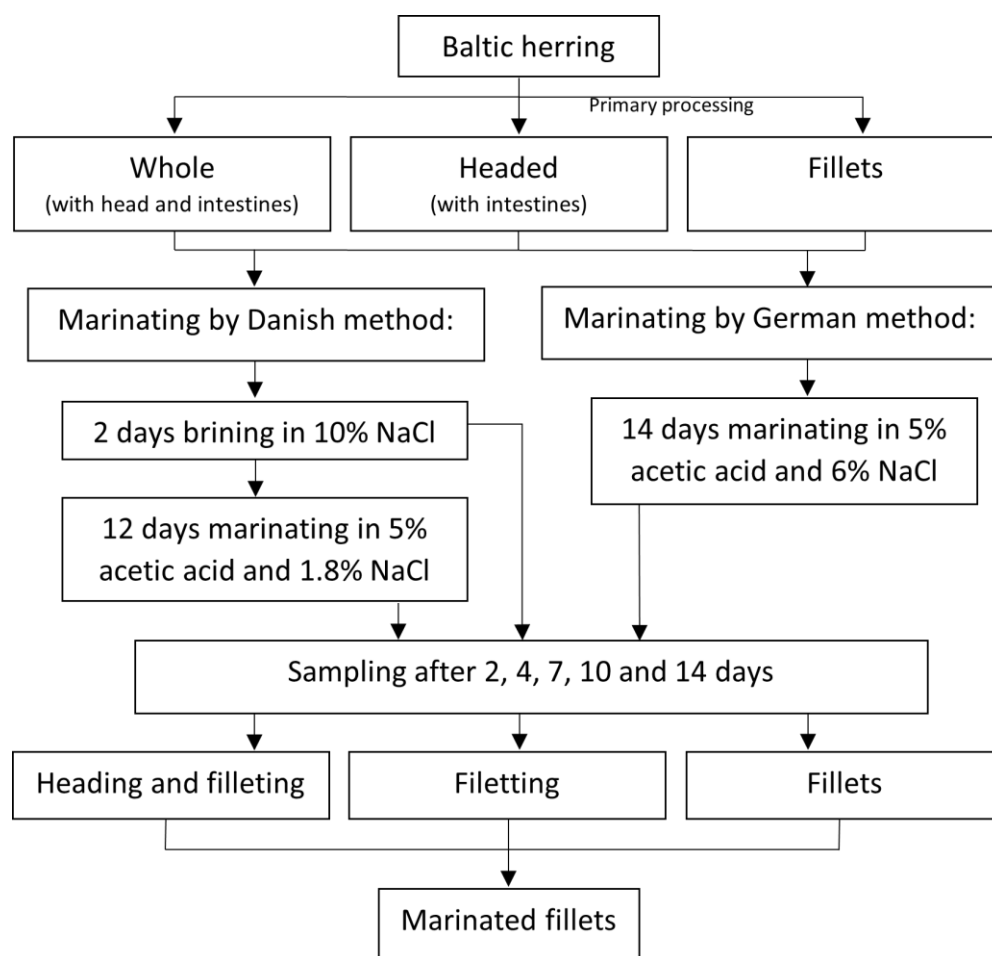 Baltic herring
Primary processing
Whole
(with head and intestines)
Headed
(with intestines)
Fillets
Marinating by Danish method:
Marinating by German method:
2 days brining in 10% NaCl
14 days marinating in 5%
acetic acid and 6% NaCl
12 days marinating in 5%
acetic acid and 1.8% NaCl
Sampling after 2, 4, 7, 10 and 14 days
Heading and filleting
Filetting
Fillets
Marinated fillets